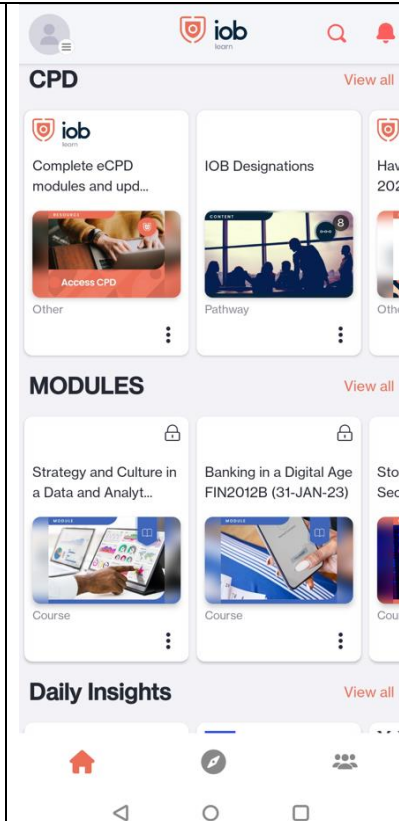 iob
learn
CPD
View all
iob
learn
Complete eCPD
modules and upd...
RESOURCE
Access CPD
Other
IOB Designations
CONTENT
8
Pathway
Hav
202
Othe
MODULES
View all
Strategy and Culture in
a Data and Analyt...
MODULE
Course
Banking in a Digital Age
FIN2012B (31-JAN-23)
MODULE
Course
Sto
Sec
Cou
Daily Insights
View all